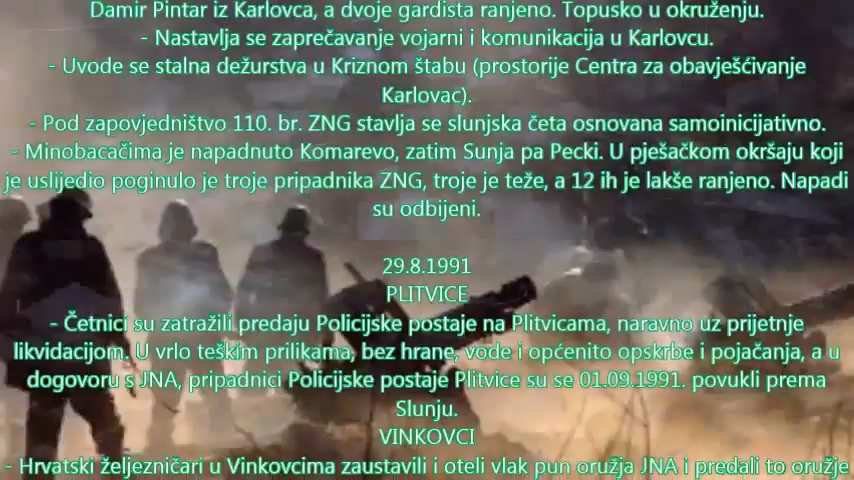 Damir Pintar iz Karlovca, a dvoje gardista ranjeno. Topusko u okruženju.
- Nastavlja se zaprečavanje vojarni i komunikacija u Karlovcu.
- Uvode se stalna dežurstva u Kriznom štabu (prostorije Centra za obavješćivanje
Karlovac).
- Pod zapovjedništvo 110. br. ZNG stavlja se slunjska četa osnovana samoinicijativno.
- Minobacačima je napadnuto Komarevo, zatim Sunja pa Pecki. U pješačkom okršaju koji
je uslijedio poginulo je troje pripadnika ZNG, troje je teže, a 12 ih je lakše ranjeno. Napadi
su odbijeni.
29.8.1991
PLITVICE
- Četnici su zatražili predaju Policijske postaje na Plitvicama, naravno uz prijetnje
likvidacijom. U vrlo teškim prilikama, bez hrane, vode i općenito opskrbe i pojačanja, a u
dogovoru s JNA, pripadnici Policijske postaje Plitvice su se 01.09.1991. povukli prema
Slunju.
VINKOVCI
- Hrvatski željezničari u Vinkovcima zaustavili i oteli vlak pun oružja JNA i predali to oružje